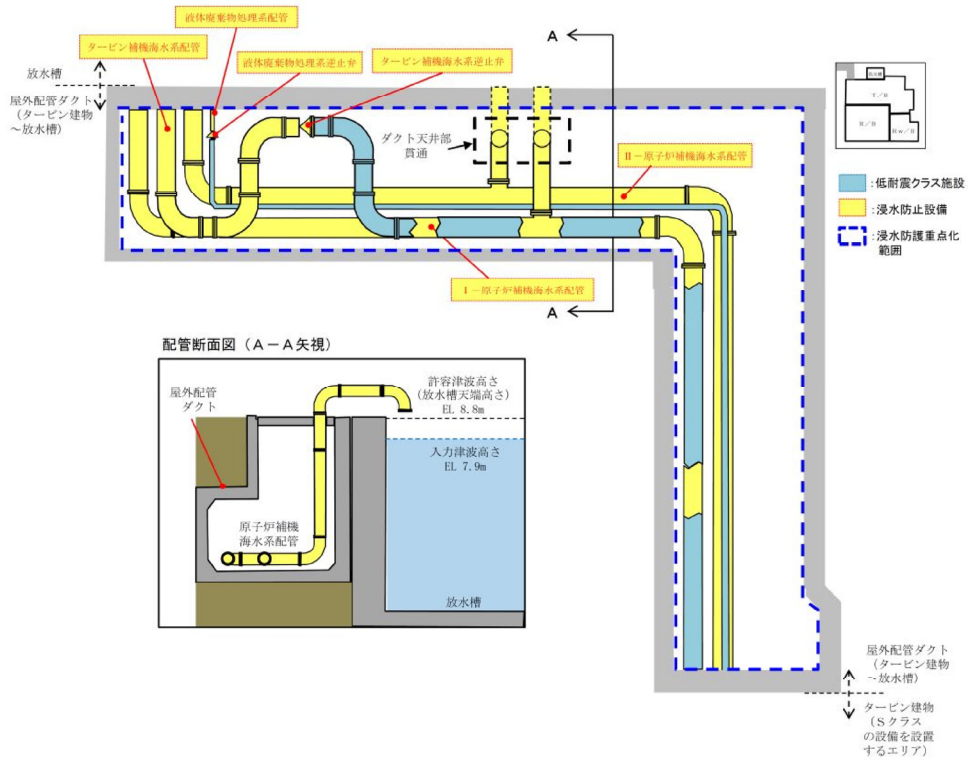 液体廃棄物処理系配管
タービン補機海水系配管
液体廃棄物処理系逆止弁
タービン補機海水系逆止弁
A
放水槽
屋外配管ダクト
(タービン建物
～放水槽)
ダクト天井部
貫通
Ⅱ－原子炉補機海水系配管
放水槽
T/B
R/B
Rw/B
:低耐震クラス施設
:浸水防止設備
:浸水防護重点化
範囲
Ⅰ－原子炉補機海水系配管
A
配管断面図（A－A矢視）
屋外配管
ダクト
許容津波高さ
(放水槽天端高さ)
EL 8.8m
入力津波高さ
EL 7.9m
原子炉補機
海水系配管
放水槽
屋外配管ダクト
(タービン建物
～放水槽)
タービン建物
(Sクラス
の設備を設置
するエリア)